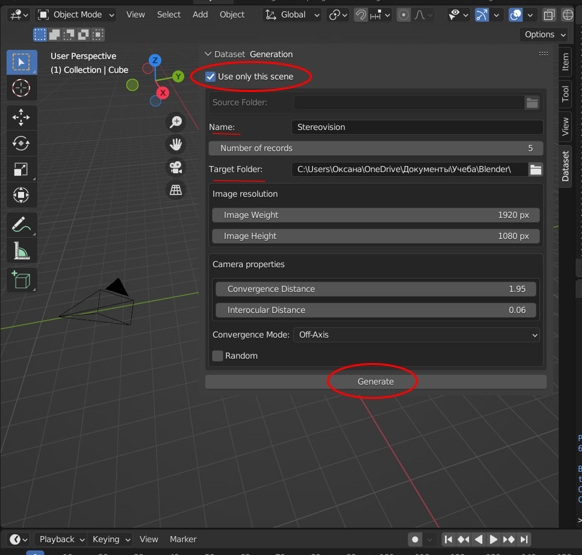 Object Mode View Select Add Object Global
Options
User Perspective
(1) Collection | Cube
Z
Y
X
Dataset Generation
Use only this scene
Source Folder:
Name: Stereovision
Number of records 5
Target Folder: C:\Users\Оксана\OneDrive\Документы\Учеба\Blender\
Image resolution
Image Weight 1920 px
Image Height 1080 px
Camera properties
Convergence Distance 1.95
Interocular Distance 0.06
Convergence Mode: Off-Axis
Random
Generate
Item
Tool
View
Dataset
Playback Keying View Marker